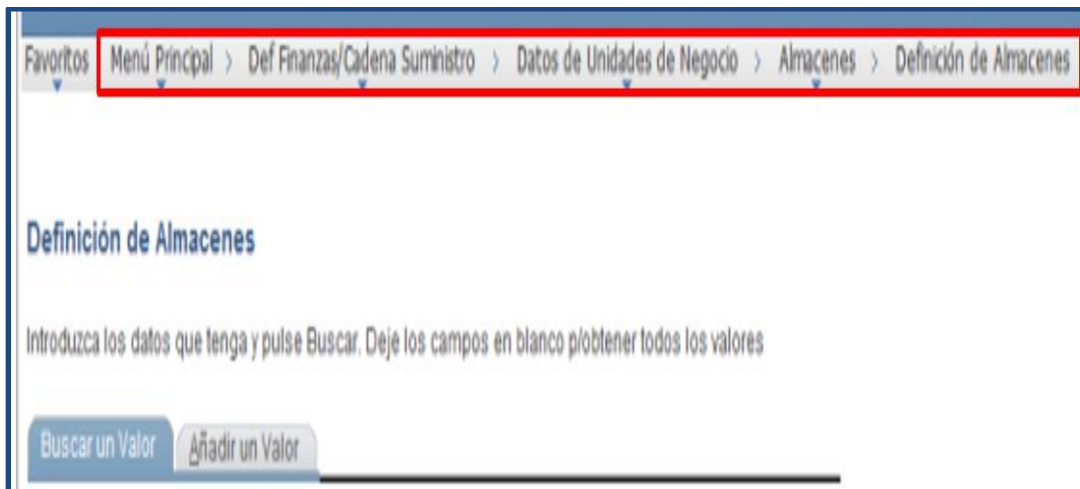 Favoritos Menú Principal > Def Finanzas/Cadena Suministro > Datos de Unidades de Negocio > Almacenes > Definición de Almacenes
Definición de Almacenes
Introduzca los datos que tenga y pulse Buscar. Deje los campos en blanco p/obtener todos los valores
Buscar un Valor Añadir un Valor